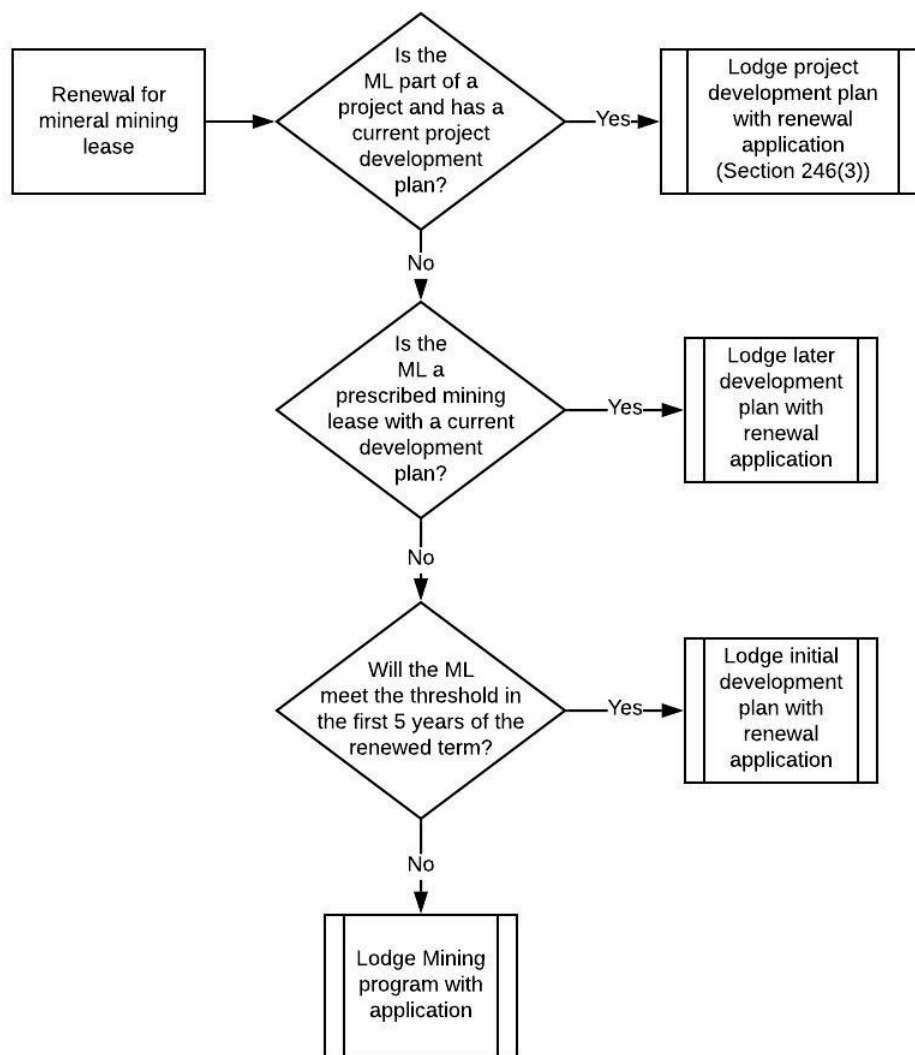 Renewal for
mineral mining
lease
Is the
ML part of a
project and has a
current project
development
plan?
Yes
Lodge project
development plan
with renewal
application
(Section 246(3))
No
Is the
ML a
prescribed mining
lease with a current
development
plan?
Yes
Lodge later
development
plan with
renewal
application
No
Will the ML
meet the threshold in
the first 5 years of the
renewed term?
Yes
Lodge initial
development
plan with
renewal
application
No
Lodge Mining
program with
application